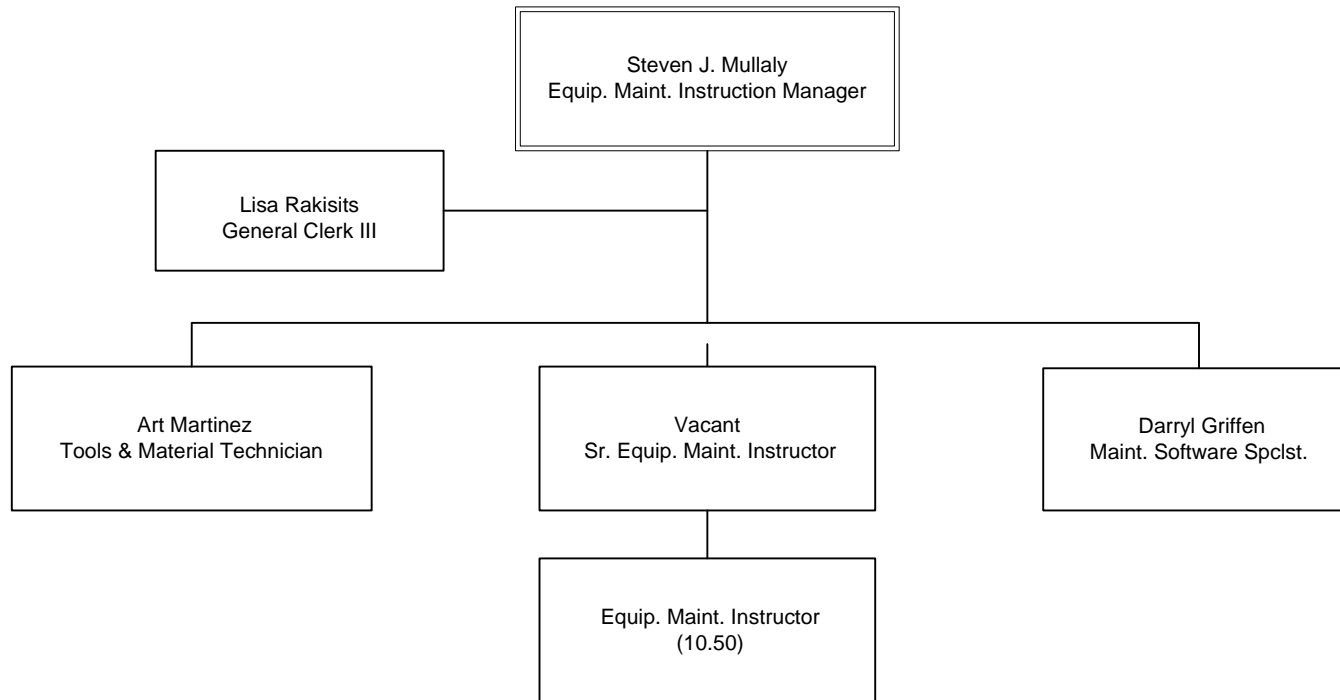 Steven J. Mullaly
Equip. Maint. Instruction Manager
Lisa Rakisits
General Clerk III
Art Martinez
Tools & Material Technician
Vacant
Sr. Equip. Maint. Instructor
Darryl Griffen
Maint. Software Spclst.
Equip. Maint. Instructor
(10.50)